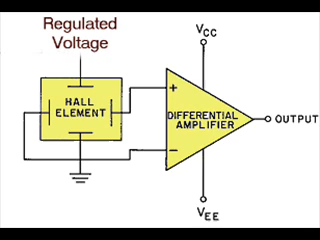 Regulated
Voltage
VCC
HALL
ELEMENT
+
DIFFERENTIAL
AMPLIFIER
OUTPUT
−
VEE